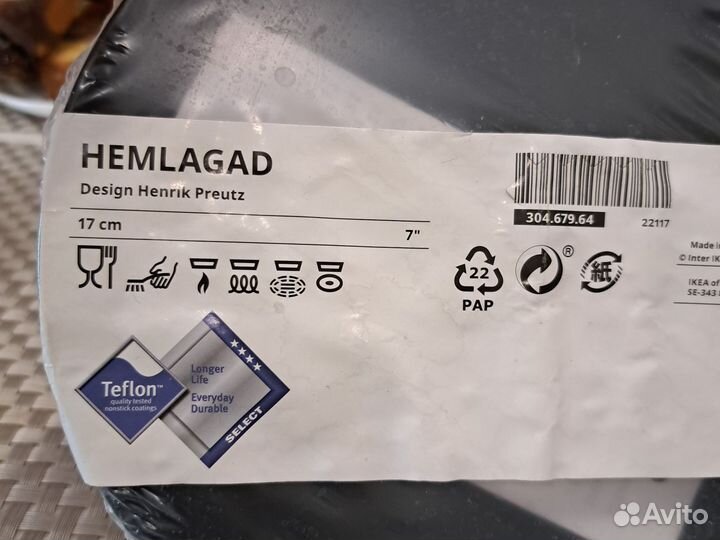 HEMLAGAD
Design Henrik Preutz
17 cm
7"
304.679.64
22117
Made in
© Inter IK
IKEA of
SE-343
22
PAP
®
紙
Teflon™
quality tested
nonstick coatings
Longer
Life
Everyday
Durable
SELECT
Avito